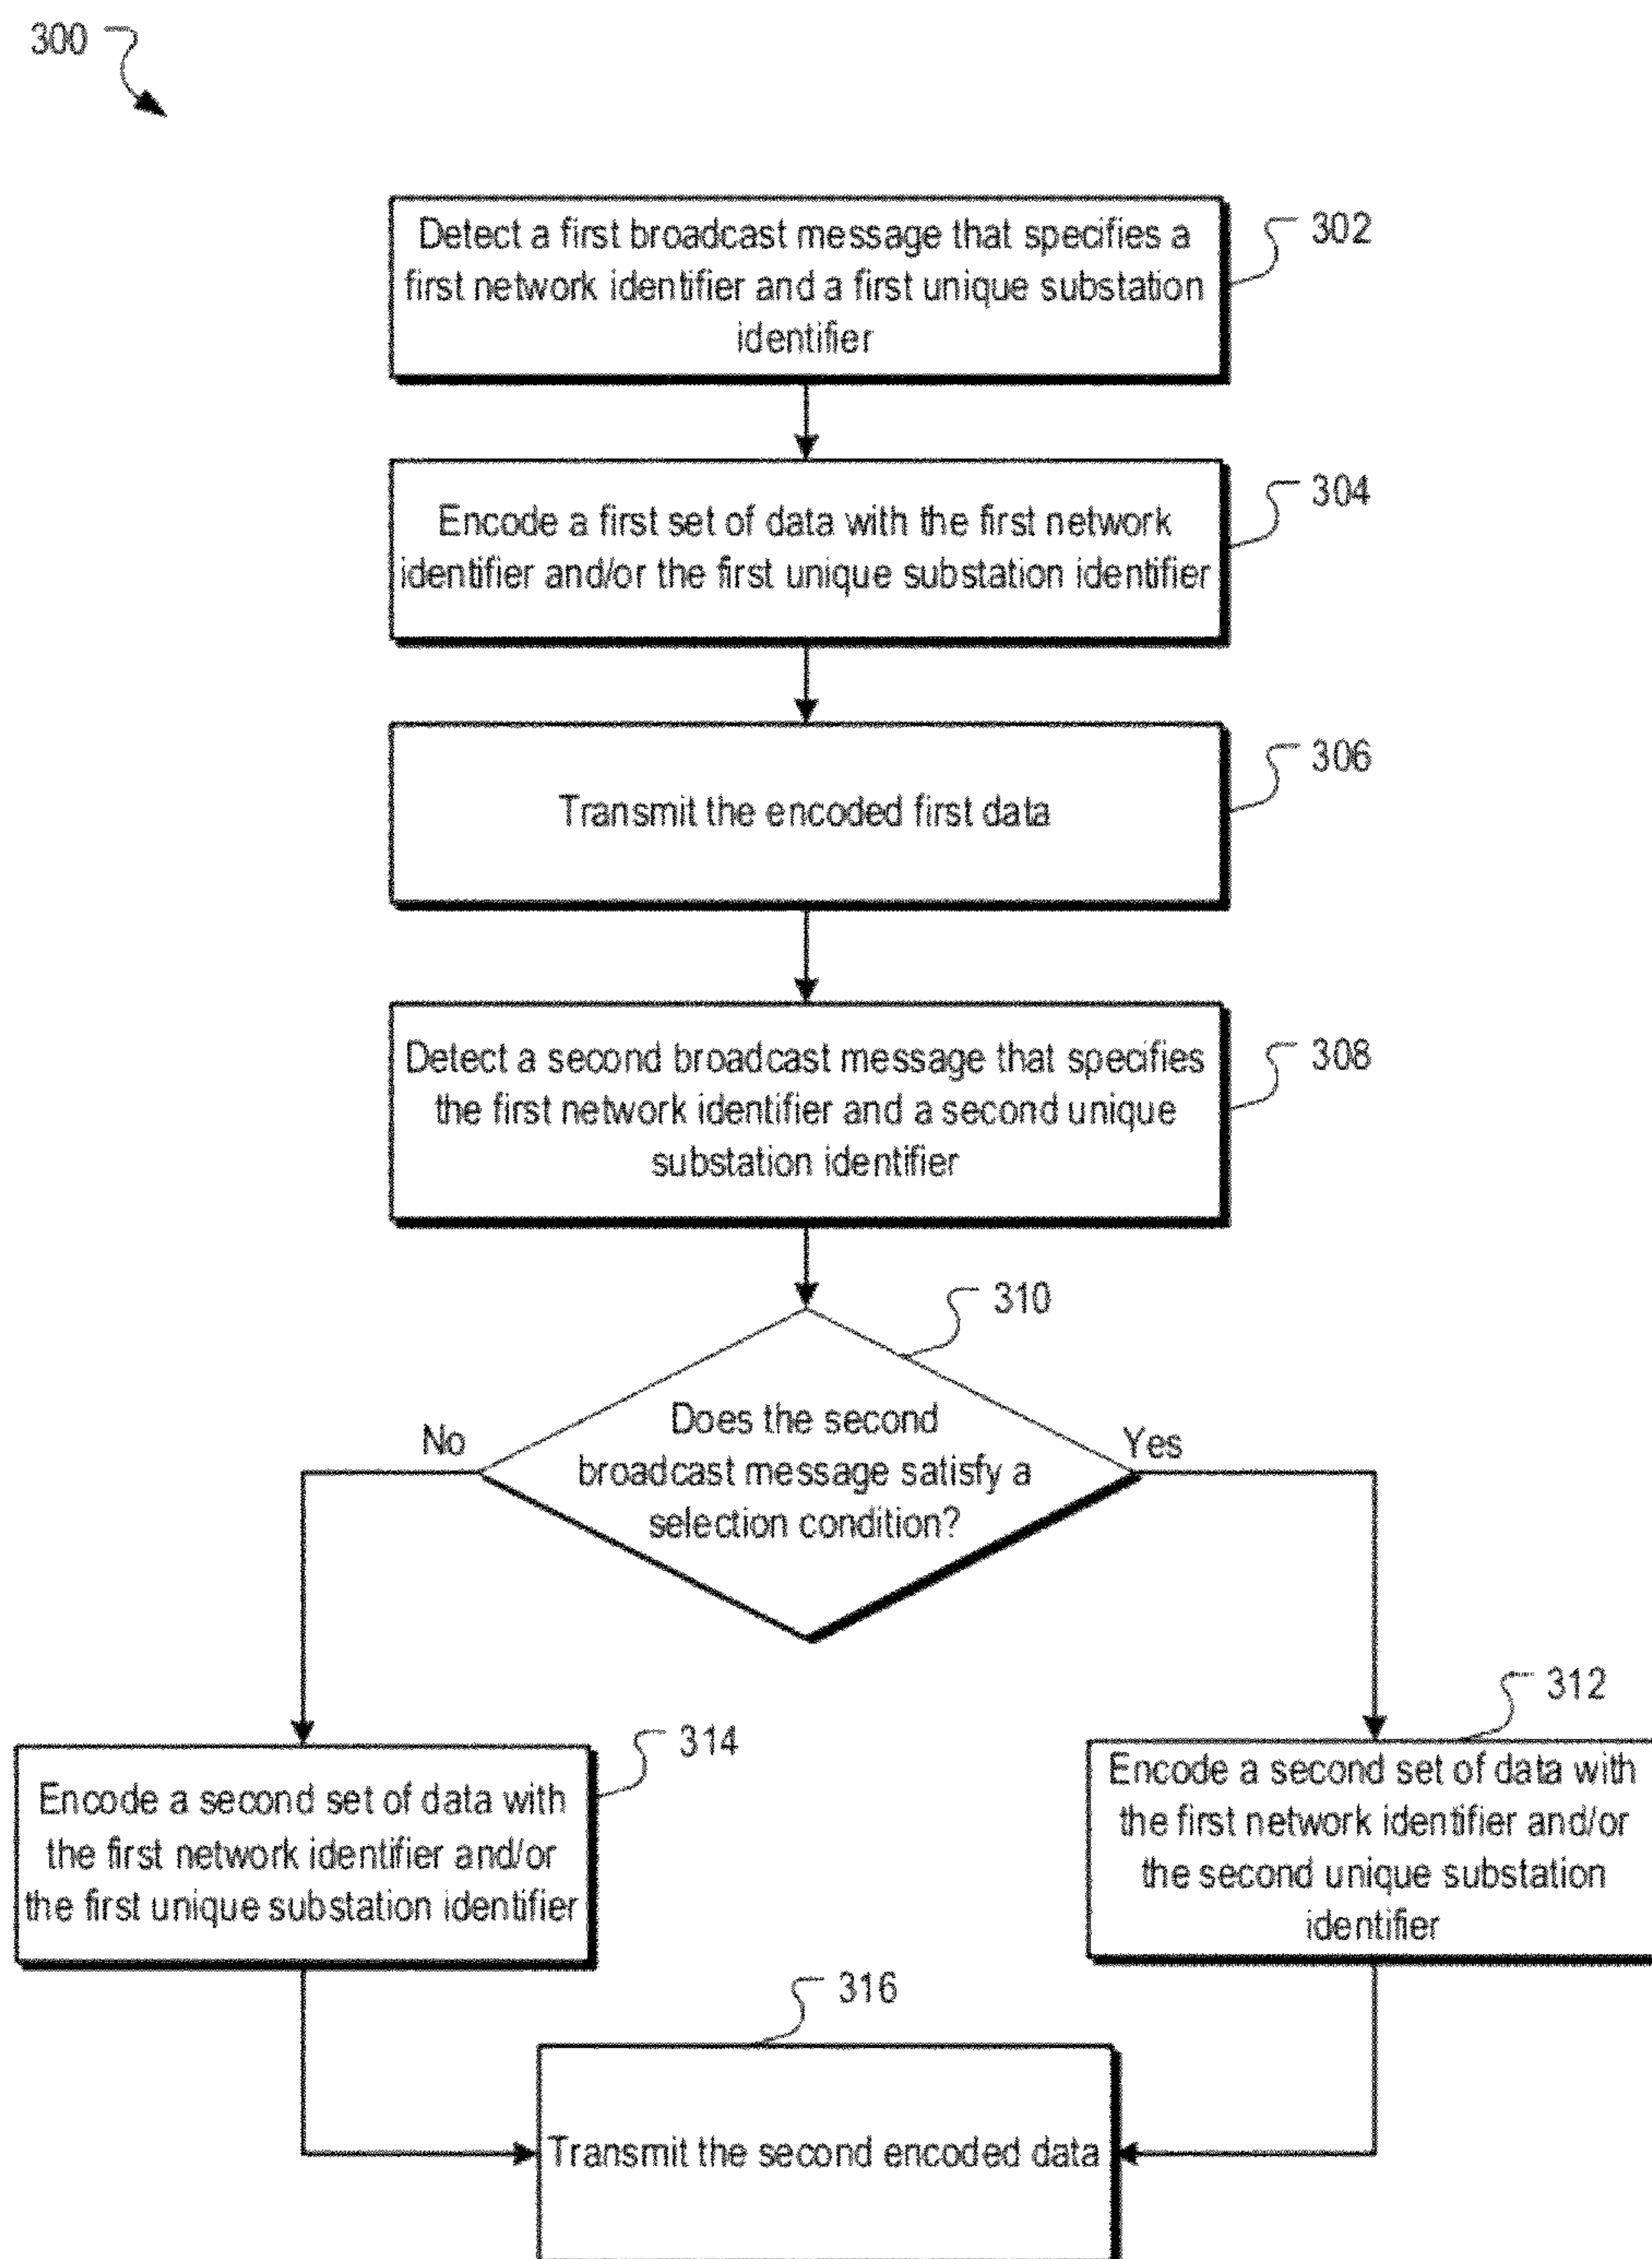 300
Detect a first broadcast message that specifies a
first network identifier and a first unique substation
identifier
302
Encode a first set of data with the first network
identifier and/or the first unique substation identifier
304
Transmit the encoded first data
306
Detect a second broadcast message that specifies
the first network identifier and a second unique
substation identifier
308
310
Does the second
broadcast message satisfy a
selection condition?
No
Yes
314
Encode a second set of data with
the first network identifier and/or
the first unique substation identifier
312
Encode a second set of data with
the first network identifier and/or
the second unique substation
identifier
316
Transmit the second encoded data